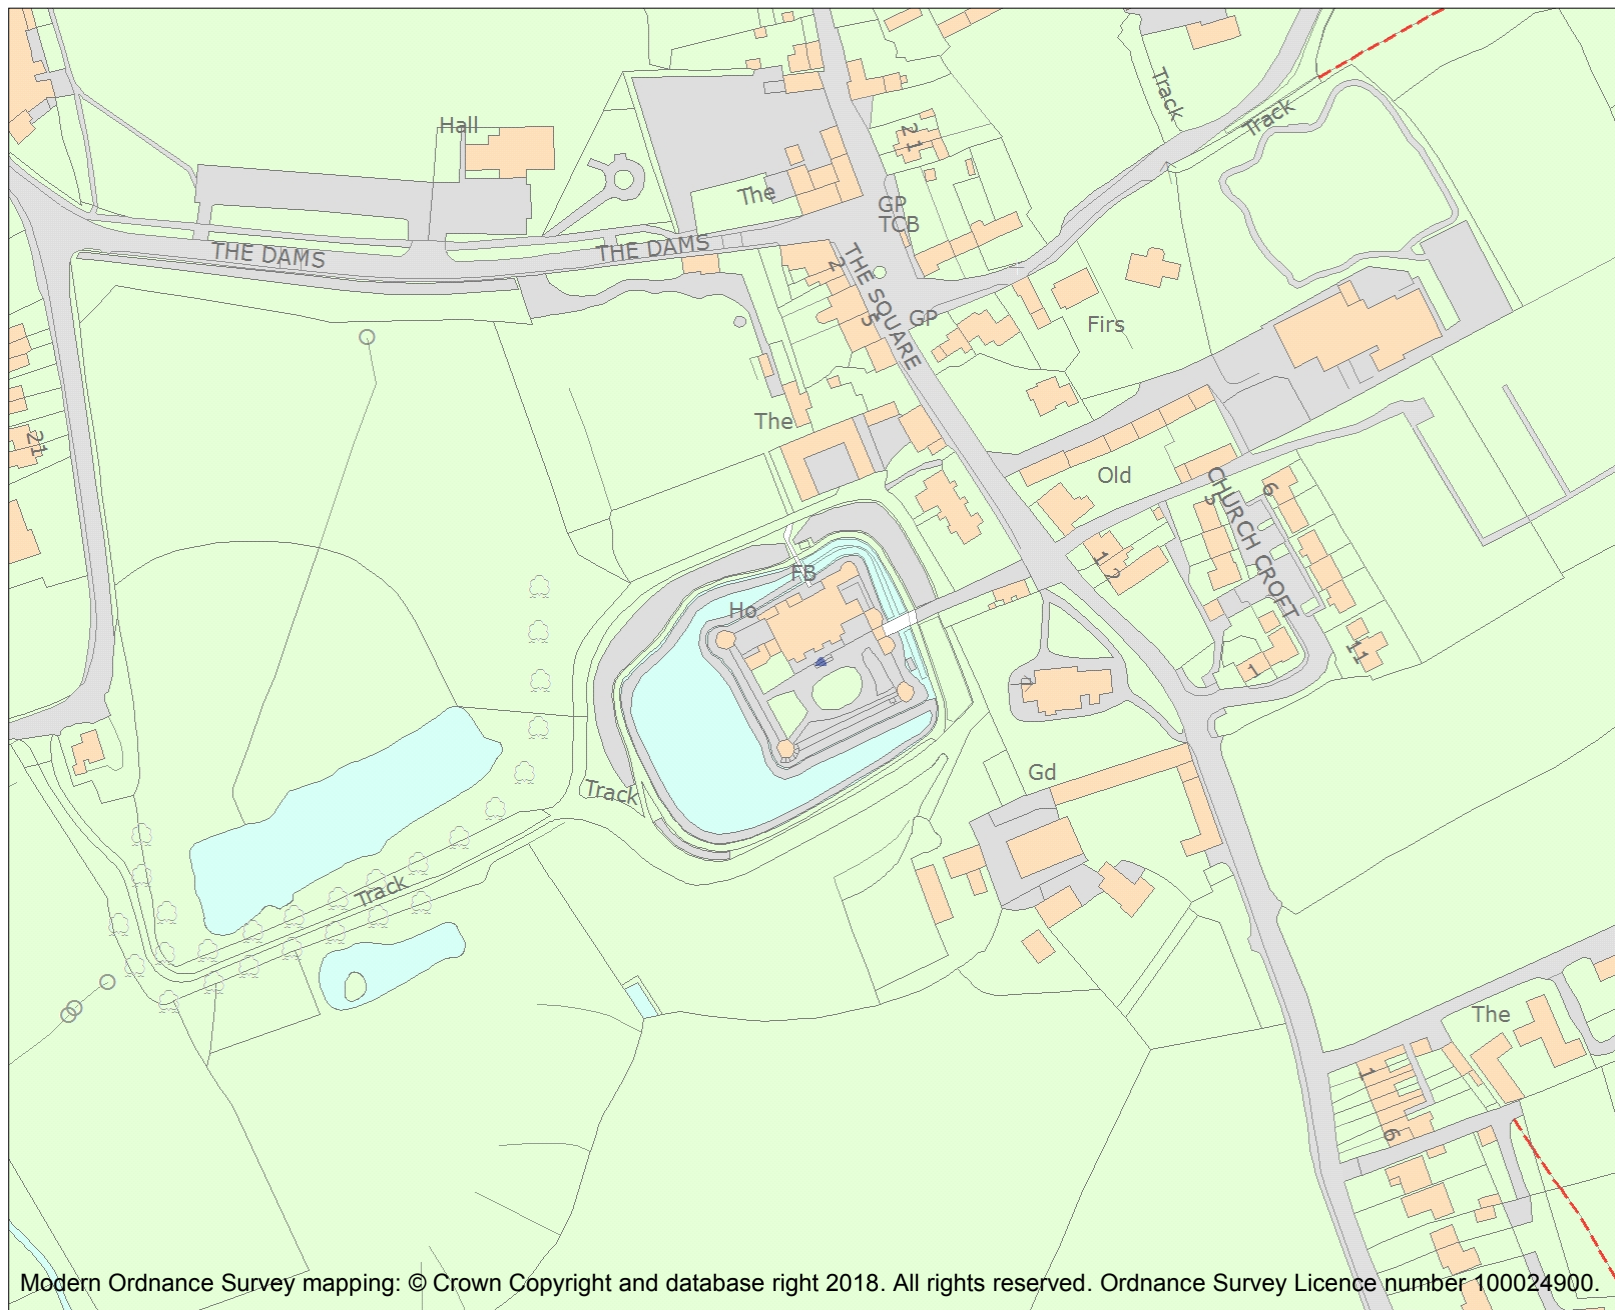 Track
Track
Hall
2 1
The
GP
TCB
THE DAMS
THE DAMS
2
THE SQUARE
5
GP
Firs
The
21
Old
CHURCH CROFT
5
6
1 2
FB
Ho
11
1
Track
Gd
Track
The
1
6
Modern Ordnance Survey mapping: © Crown Copyright and database right 2018. All rights reserved. Ordnance Survey Licence number 100024900.